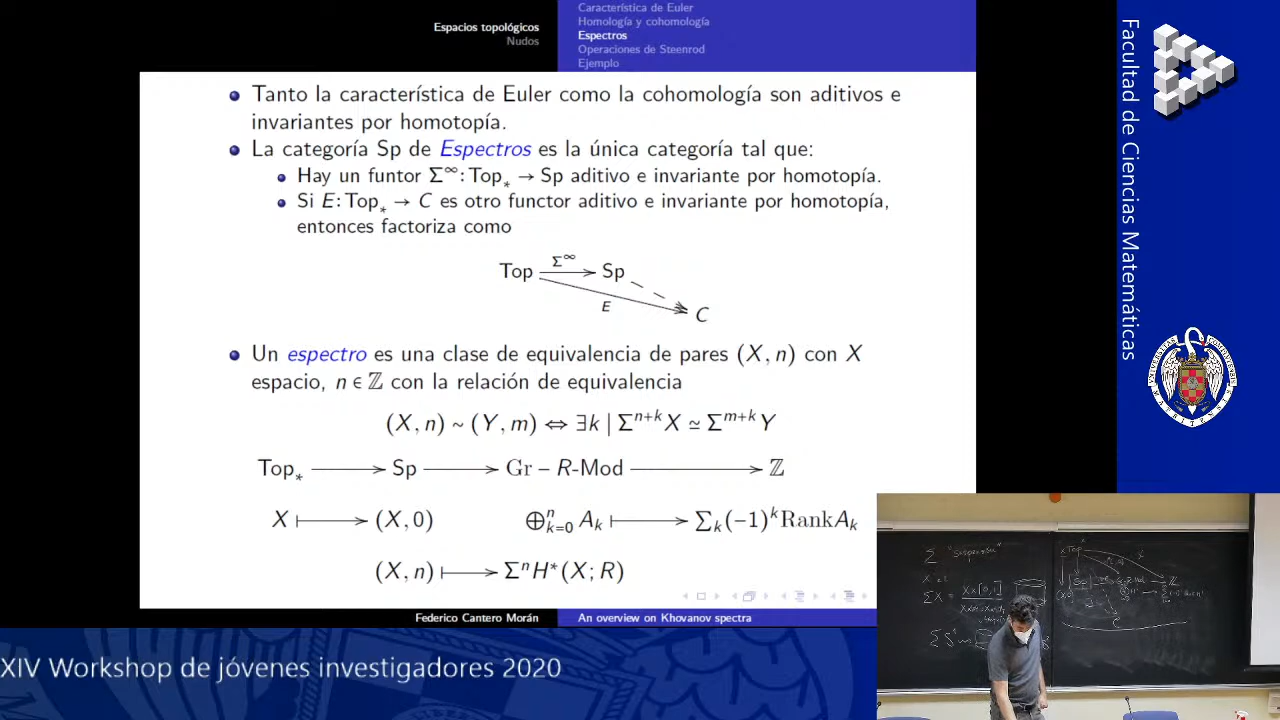 Espacios topológicos
Nudos
Característica de Euler
Homología y cohomología
Espectros
Operaciones de Steenrod
Ejemplo
Tanto la característica de Euler como la cohomología son aditivos e
invariantes por homotopía.
La categoría Sp de Espectros es la única categoría tal que:
Hay un funtor Σ^∞: Top_* → Sp aditivo e invariante por homotopía.
Si E: Top_* → C es otro functor aditivo e invariante por homotopía,
entonces factoriza como
Top Σ^∞ Sp
E
C
Un espectro es una clase de equivalencia de pares (X, n) con X
espacio, n ∈ ℤ con la relación de equivalencia
(X, n) ~ (Y, m) ⇔ ∃k | Σ^{n+k} X ≃ Σ^{m+k} Y
Top_* → Sp → Gr – R-Mod → ℤ
X ↦ (X, 0) ⊕_{k=0}^n A_k ↦ ∑_k(−1)^k Rank A_k
(X, n) ↦ Σ^n H*(X; R)
Federico Cantero Morán An overview on Khovanov spectra
XIV Workshop de jóvenes investigadores 2020
Facultad de Ciencias Matemáticas